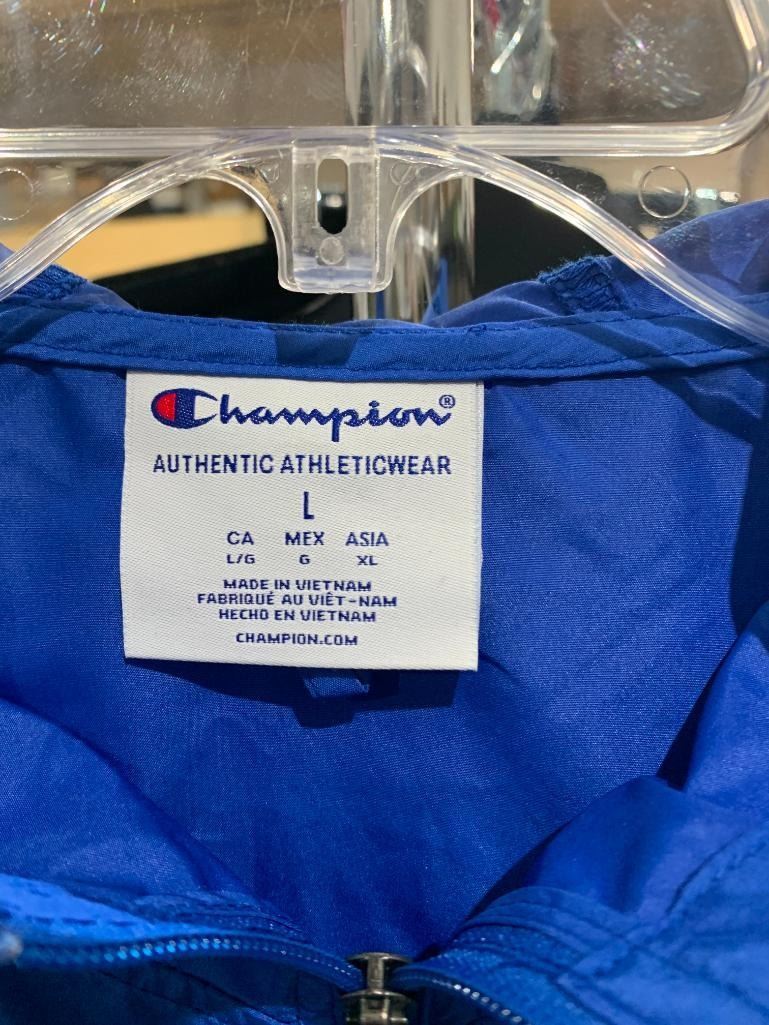 Champion®
AUTHENTIC ATHLETICWEAR
L
CA MEX ASIA
L/G G XL
MADE IN VIETNAM
FABRIQUÉ AU VIÊT-NAM
HECHO EN VIETNAM
CHAMPION.COM